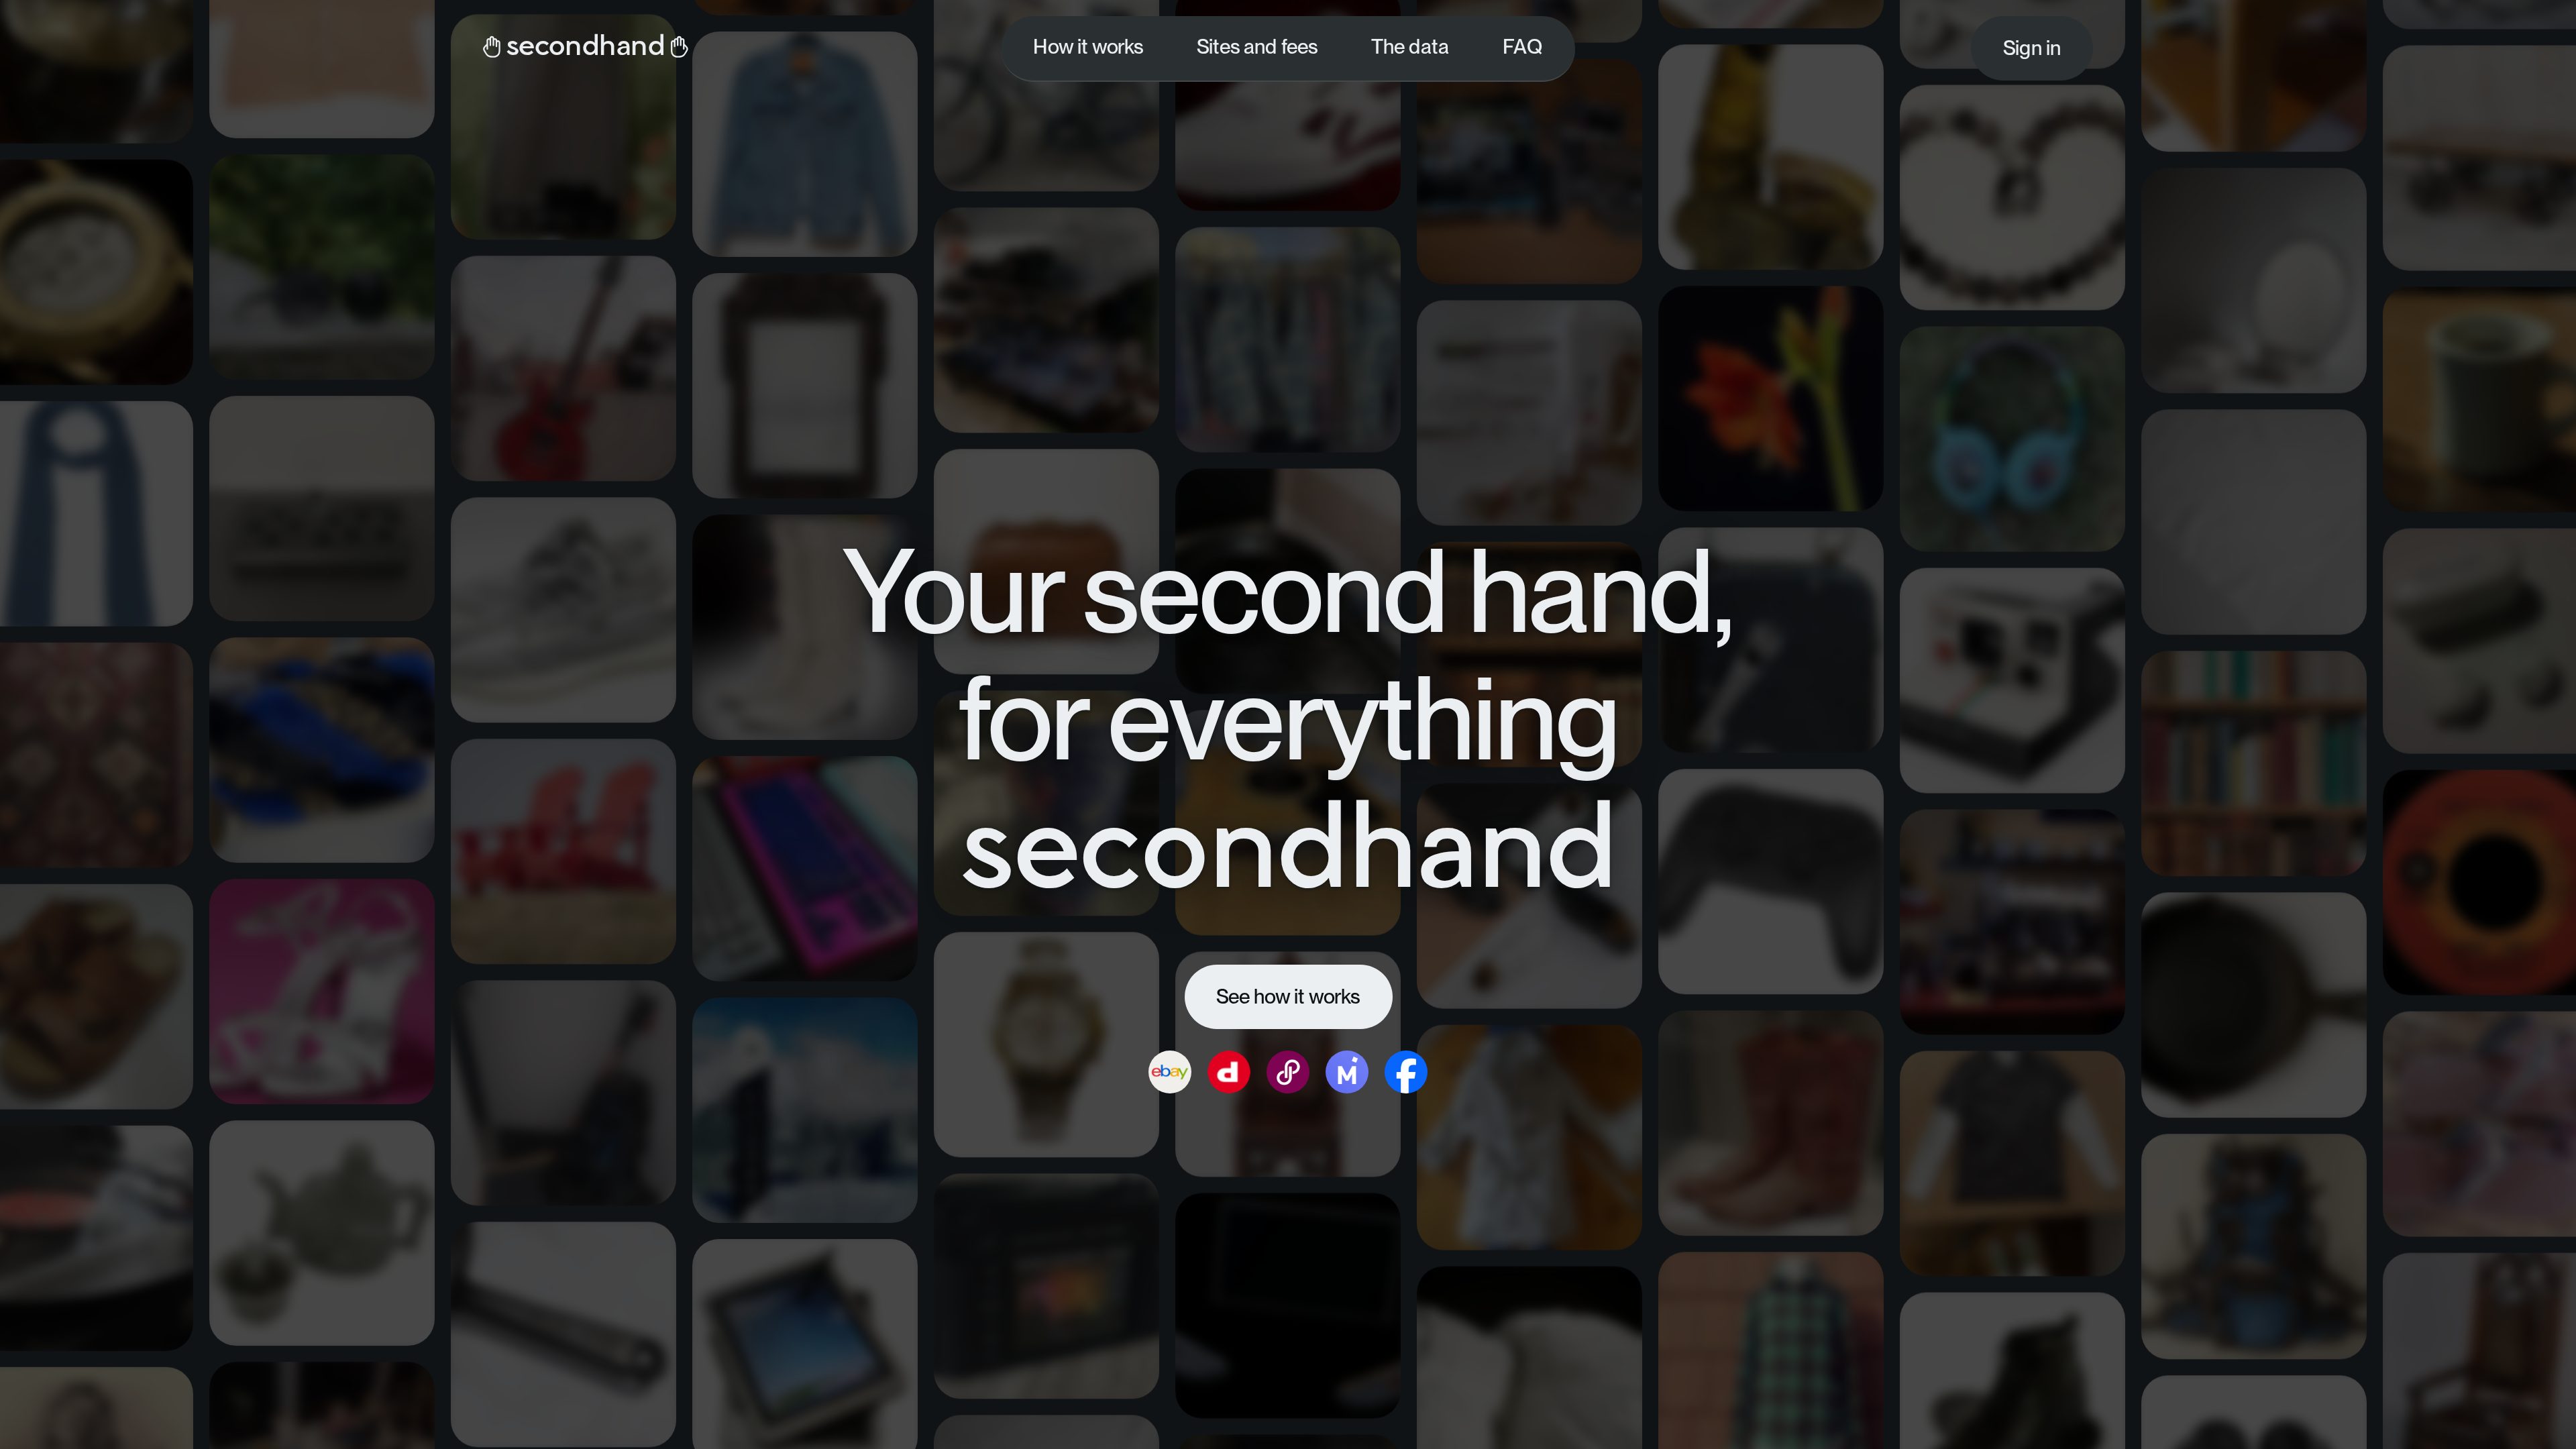 secondhand
How it works
Sites and fees
The data
FAQ
Sign in
Your second hand,
for everything
secondhand
See how it works
ebay